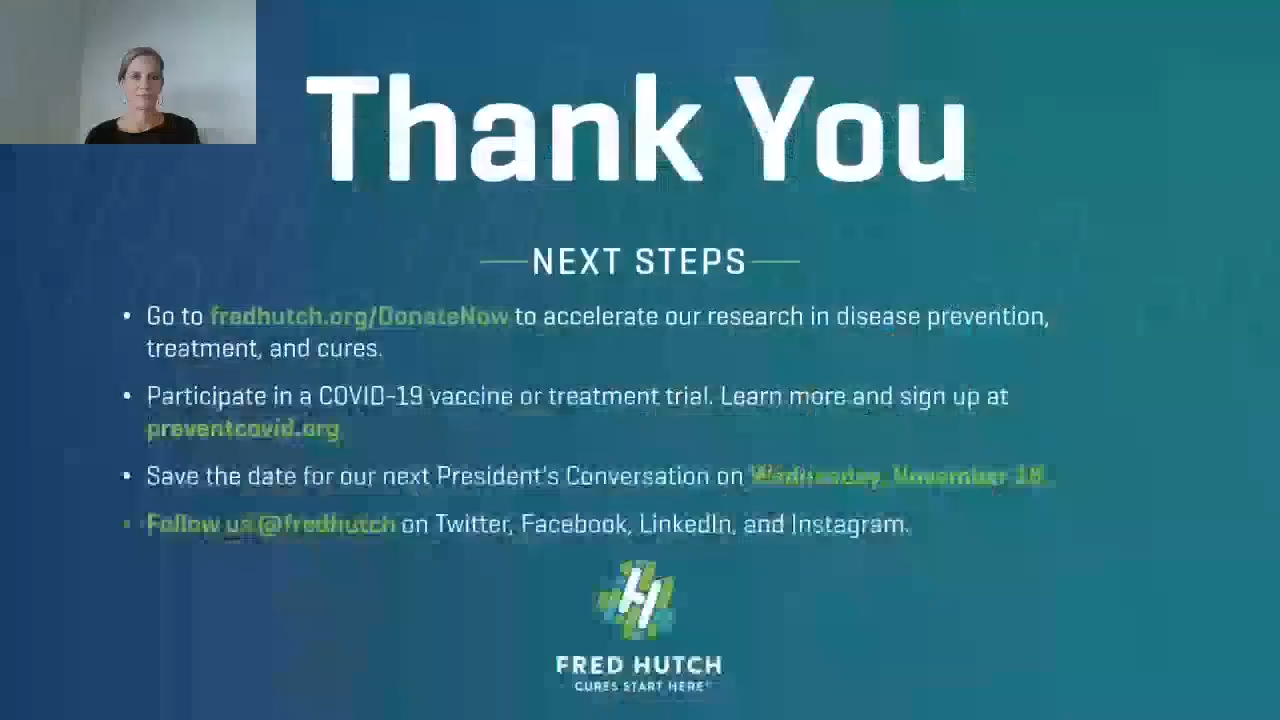 Thank You
NEXT STEPS
• Go to fredhutch.org/DonateNow to accelerate our research in disease prevention,
treatment, and cures.
• Participate in a COVID-19 vaccine or treatment trial. Learn more and sign up at
preventcovid.org
• Save the date for our next President's Conversation on Wednesday, November 18.
• Follow us @fredhutch on Twitter, Facebook, LinkedIn, and Instagram.
FRED HUTCH
CURES START HERE®